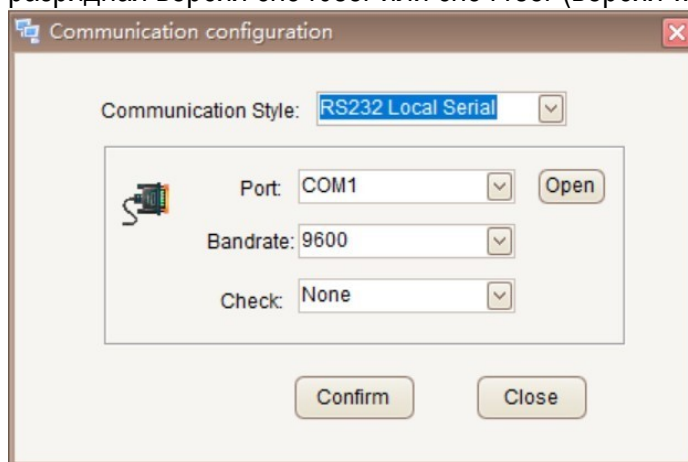 Communication configuration
Communication Style: RS232 Local Serial
Port: COM1 Open
Bandrate: 9600
Check: None
Confirm Close